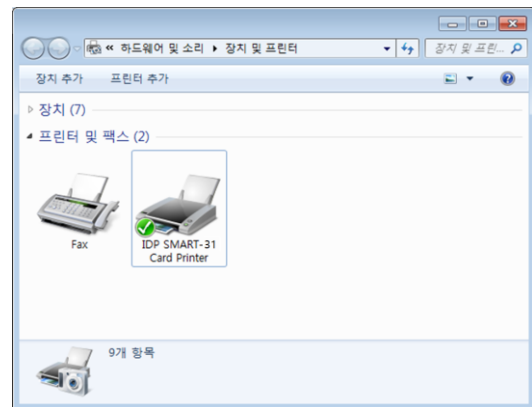 « 하드웨어 및 소리 ▸ 장치 및 프린터
장치 및 프린...
장치 추가 프린터 추가
장치 (7)
프린터 및 팩스 (2)
Fax
IDP SMART-31
Card Printer
9개 항목